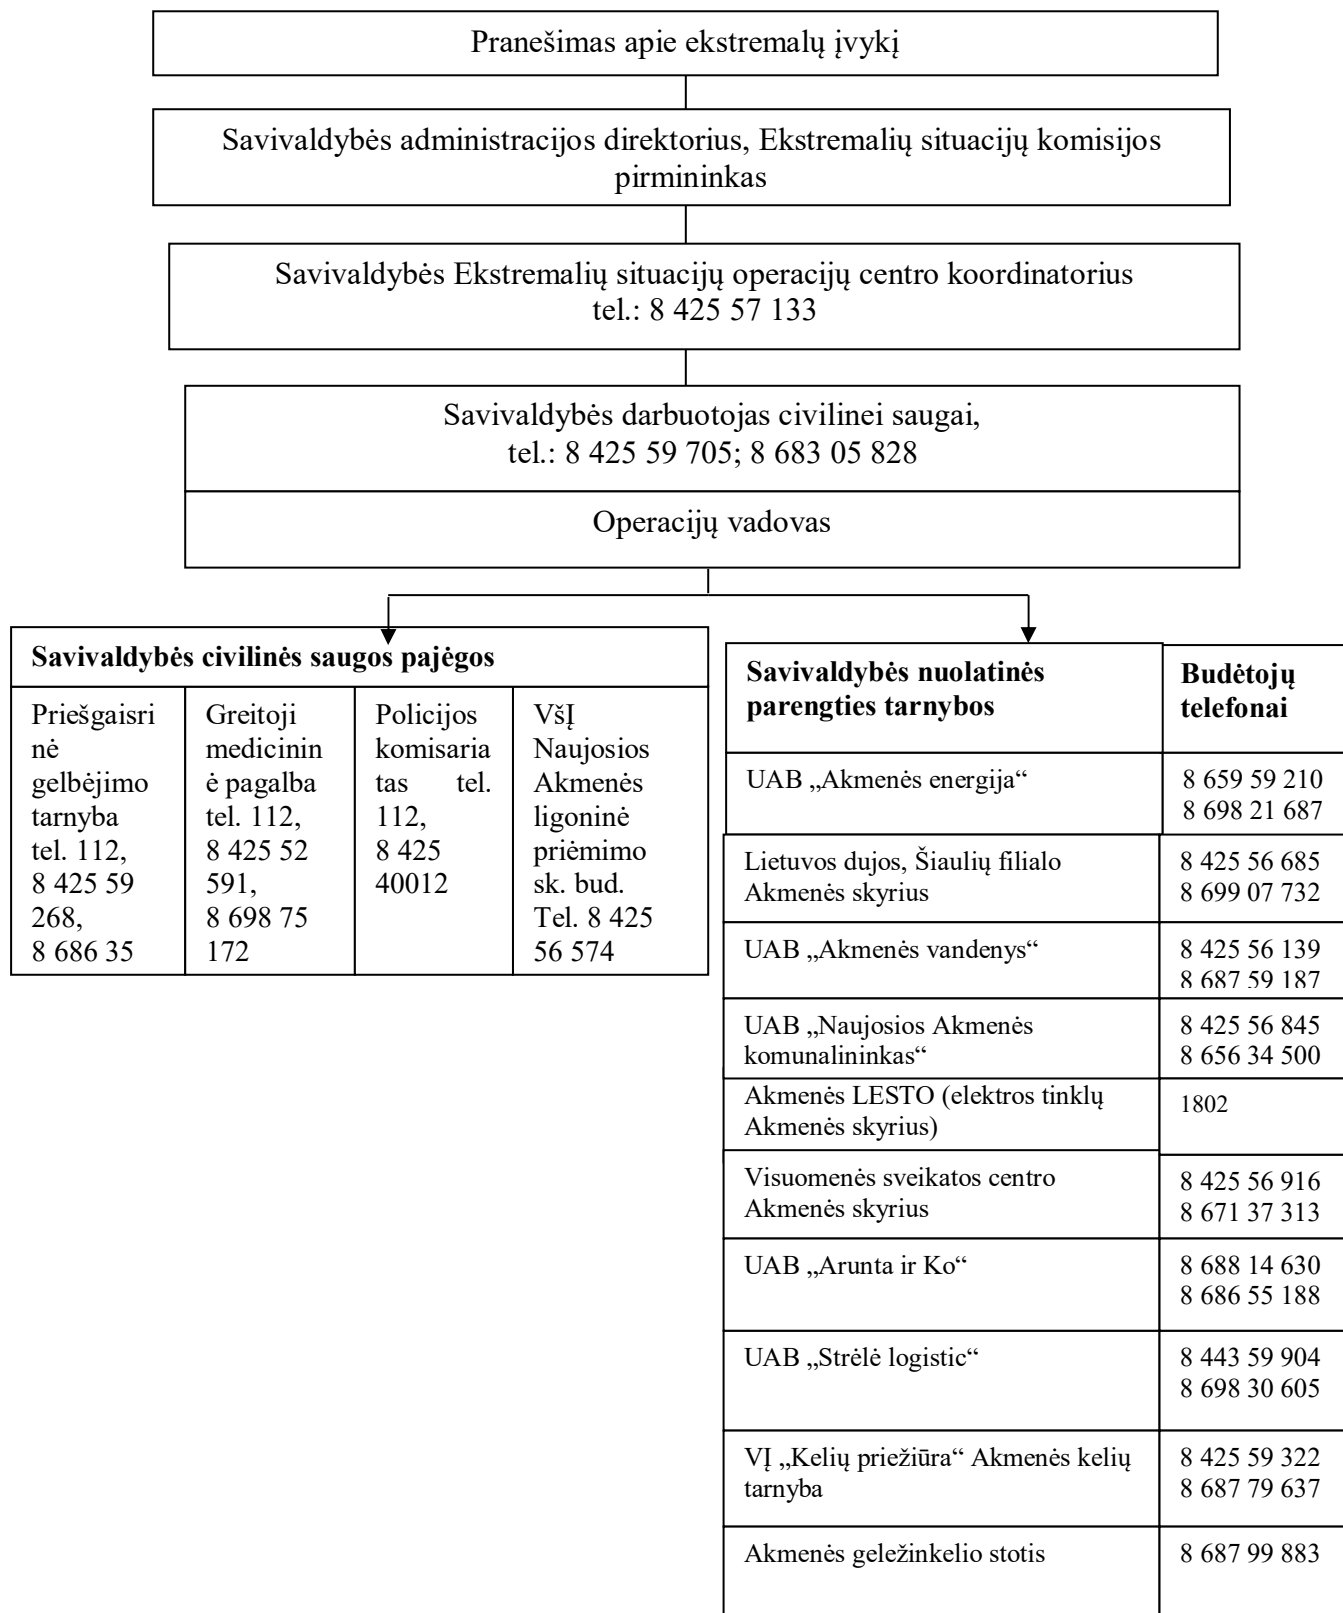 Pranešimas apie ekstremalų įvykį
Savivaldybės administracijos direktorius, Ekstremalių situacijų komisijos
pirmininkas
Savivaldybės Ekstremalių situacijų operacijų centro koordinatorius
tel.: 8 425 57 133
Savivaldybės darbuotojas civilinei saugai,
tel.: 8 425 59 705; 8 683 05 828
Operacijų vadovas
Savivaldybės civilinės saugos pajėgos
Priešgaisri
nė
gelbėjimo
tarnyba
tel. 112,
8 425 59
268,
8 686 35
Greitoji
medicinin
ė pagalba
tel. 112,
8 425 52
591,
8 698 75
172
Policijos
komisaria
tas tel.
112,
8 425
40012
VšĮ
Naujosios
Akmenės
ligoninė
priėmimo
sk. bud.
Tel. 8 425
56 574
Savivaldybės nuolatinės
parengties tarnybos
Budėtojų
telefonai
UAB „Akmenės energija“
8 659 59 210
8 698 21 687
Lietuvos dujos, Šiaulių filialo
Akmenės skyrius
8 425 56 685
8 699 07 732
UAB „Akmenės vandenys“
8 425 56 139
8 687 59 187
UAB „Naujosios Akmenės
komunalininkas“
8 425 56 845
8 656 34 500
Akmenės LESTO (elektros tinklų
Akmenės skyrius)
1802
Visuomenės sveikatos centro
Akmenės skyrius
8 425 56 916
8 671 37 313
UAB „Arunta ir Ko“
8 688 14 630
8 686 55 188
UAB „Strėlė logistic“
8 443 59 904
8 698 30 605
VĮ „Kelių priežiūra“ Akmenės kelių
tarnyba
8 425 59 322
8 687 79 637
Akmenės geležinkelio stotis
8 687 99 883